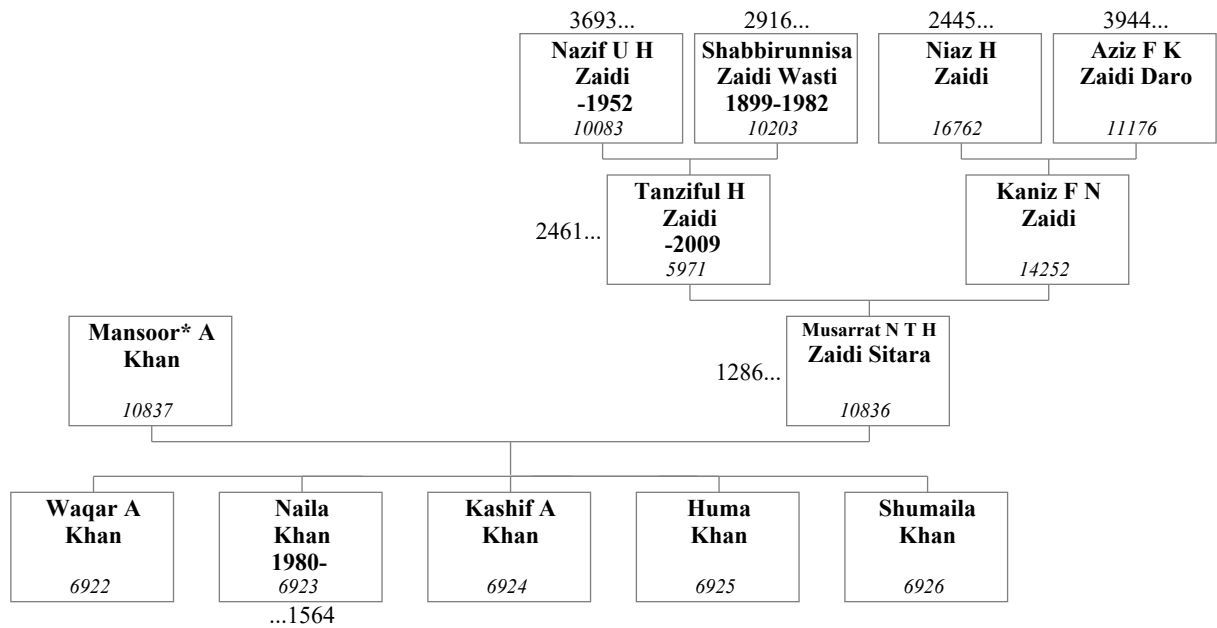 3693...
2916...
2445...
3944...
Nazif U H
Zaidi
-1952
10083
Shabbirunnisa
Zaidi Wasti
1899-1982
10203
Niaz H
Zaidi
16762
Aziz F K
Zaidi Daro
11176
2461...
Tanziful H
Zaidi
-2009
5971
Kaniz F N
Zaidi
14252
Mansoor* A
Khan
10837
1286...
Musarrat N T H
Zaidi Sitara
10836
Waqar A
Khan
6922
Naila
Khan
1980-
6923
...1564
Kashif A
Khan
6924
Huma
Khan
6925
Shumaila
Khan
6926